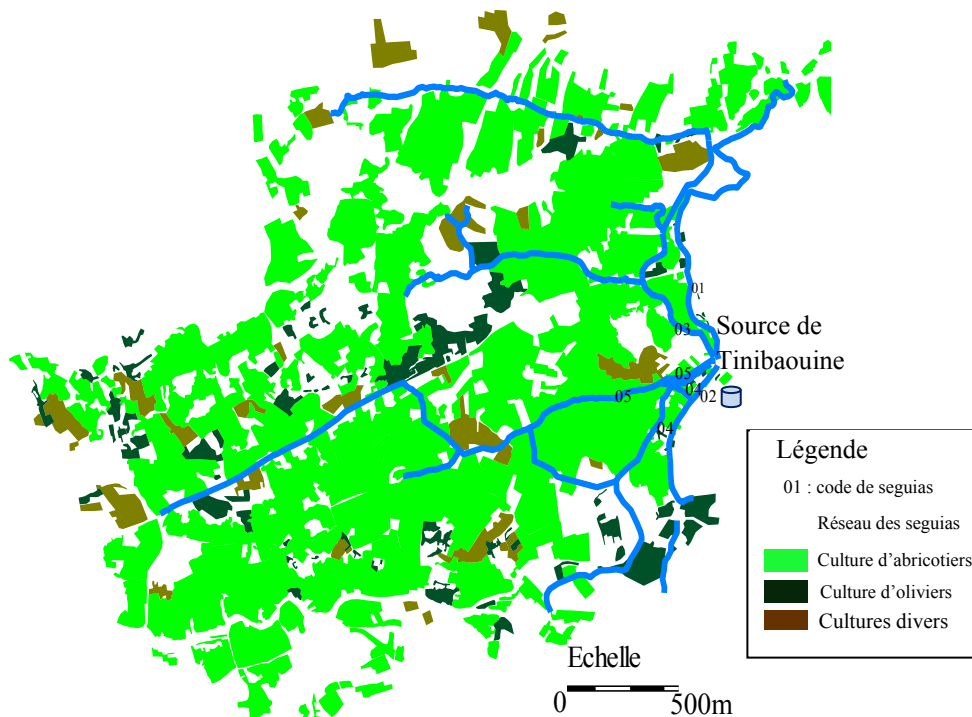 01
03
Source de
Tinibaouine
05
05
04
02
04
Légende
01 : code de seguias
Réseau des seguias
Culture d'abricotiers
Culture d'oliviers
Cultures divers
Echelle
0
500m